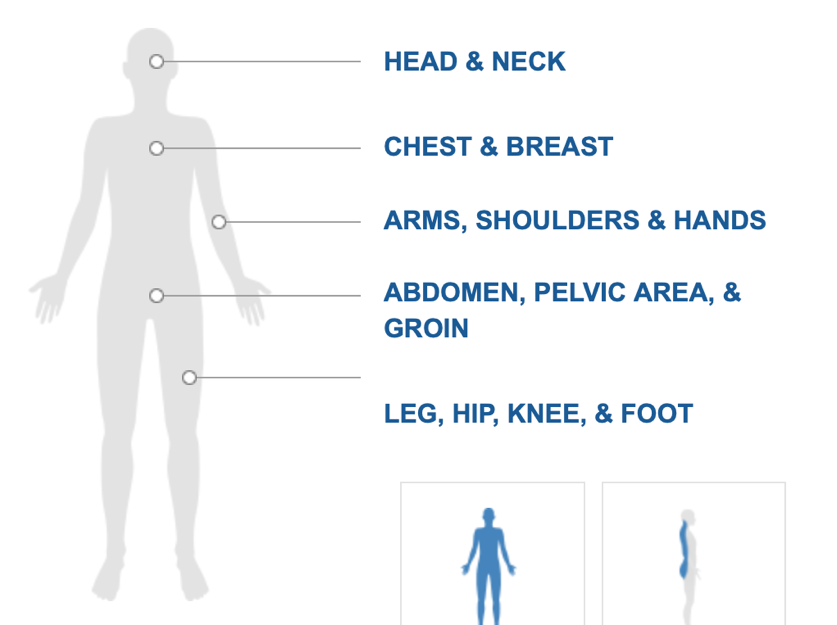 HEAD & NECK
CHEST & BREAST
ARMS, SHOULDERS & HANDS
ABDOMEN, PELVIC AREA, &
GROIN
LEG, HIP, KNEE, & FOOT